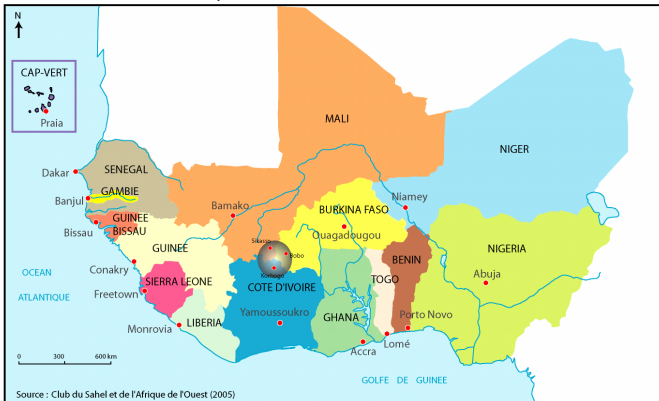 N
CAP-VERT
Praia
MALI
NIGER
Dakar
SENEGAL
GAMBIE
Banjul
GUINEE
BISSAU
Bissau
Bamako
BURKINA FASO
Niamey
Ouagadougou
GUINEE
Sikasso
Bobo
Korhogo
NIGERIA
BENIN
Abuja
OCEAN
ATLANTIQUE
Conakry
SIERRA LEONE
Freetown
COTE D'IVOIRE
TOGO
Yamoussoukro
GHANA
Porto Novo
Monrovia
LIBERIA
Accra
Lomé
0 300 600 km
GOLFE DE GUINEE
Source : Club du Sahel et de l'Afrique de l'Ouest (2005)